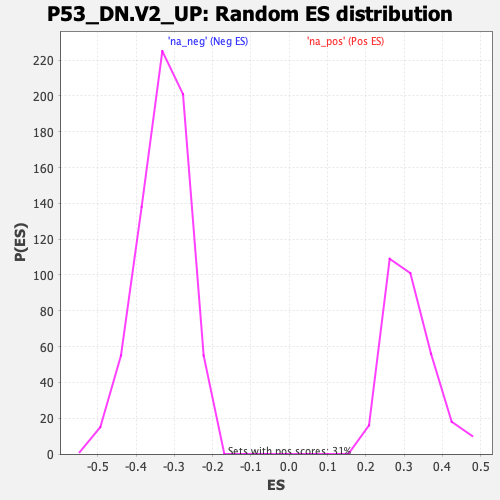 P53_DN.V2_UP: Random ES distribution
'na_neg' (Neg ES) 'na_pos' (Pos ES)
220
200
180
160
140
120
100
80
60
40
20
0
P(ES)
Sets with pos scores: 31%
-0.5 -0.4 -0.3 -0.2 -0.1 0.0 0.1 0.2 0.3 0.4 0.5
ES